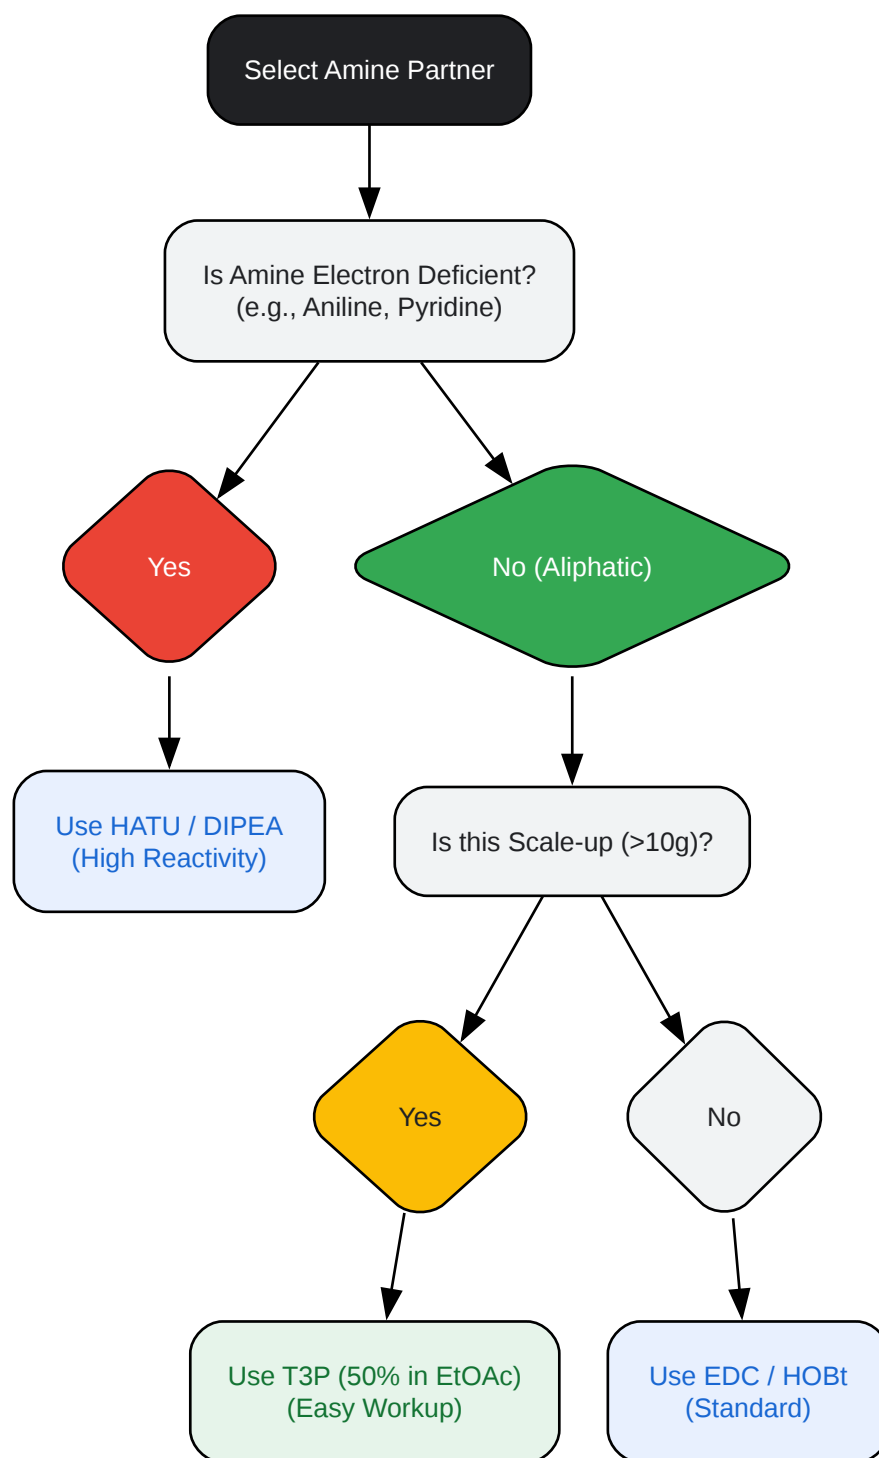 Select Amine Partner
Is Amine Electron Deficient?
(e.g., Aniline, Pyridine)
Yes
No (Aliphatic)
Use HATU / DIPEA
(High Reactivity)
Is this Scale-up (>10g)?
Yes
No
Use T3P (50% in EtOAc)
(Easy Workup)
Use EDC / HOBt
(Standard)